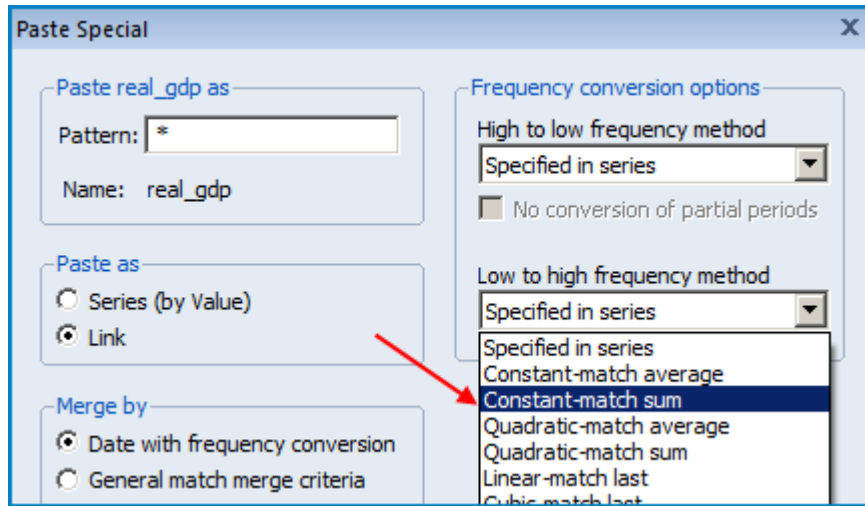 Paste Special
Paste real_gdp as
Pattern: *
Name: real_gdp
Paste as
Series (by Value)
Link
Merge by
Date with frequency conversion
General match merge criteria
Frequency conversion options
High to low frequency method
Specified in series
No conversion of partial periods
Low to high frequency method
Specified in series
Specified in series
Constant-match average
Constant-match sum
Quadratic-match average
Quadratic-match sum
Linear-match last
Cubic-match last